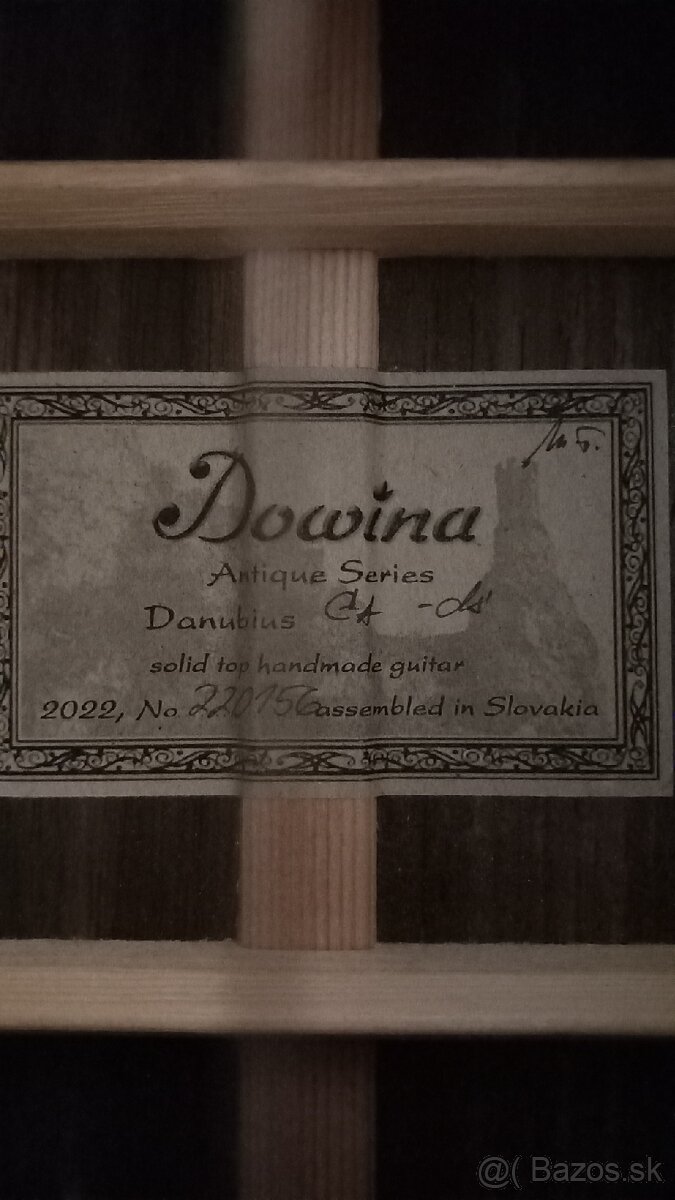 Dowina
Antique Series
Danubius
solid top handmade guitar
2022, No 220156 assembled in Slovakia
@( Bazos.sk